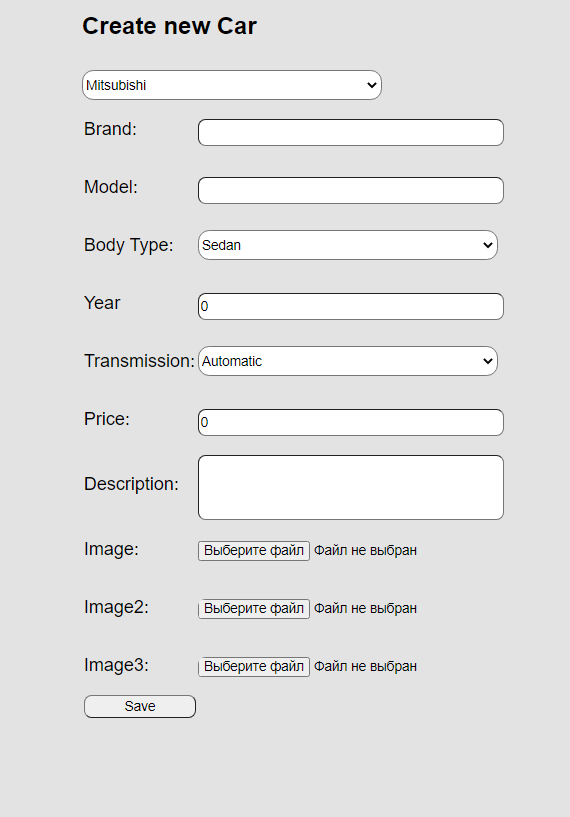 Create new Car
Mitsubishi
Brand:
Model:
Body Type: Sedan
Year 0
Transmission: Automatic
Price: 0
Description:
Image: Выберите файл Файл не выбран
Image2: Выберите файл Файл не выбран
Image3: Выберите файл Файл не выбран
Save